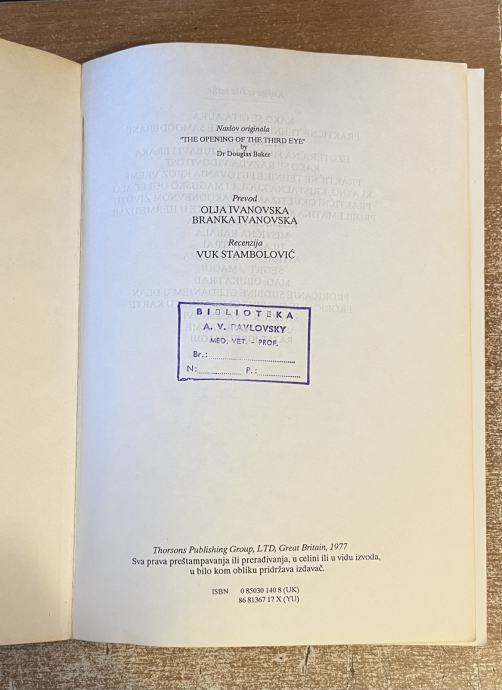 Naslov originala
"THE OPENING OF THE THIRD EYE"
by
Dr Douglas Baker
Prevod
OLJA IVANOVSKA
BRANKA IVANOVSKA
Recenzija
VUK STAMBOLOVIĆ
BIBLIOTEKA
A. V. PAVLOVSKY
MED. VET. - PROF.
Br.:
N: P.:
Thorsons Publishing Group, LTD, Great Britain, 1977
Sva prava preštampavanja ili prerađivanja, u celini ili u vidu izvoda,
u bilo kom obliku pridržava izdavač.
ISBN 0 85030 140 8 (UK)
86 81367 17 X (YU)